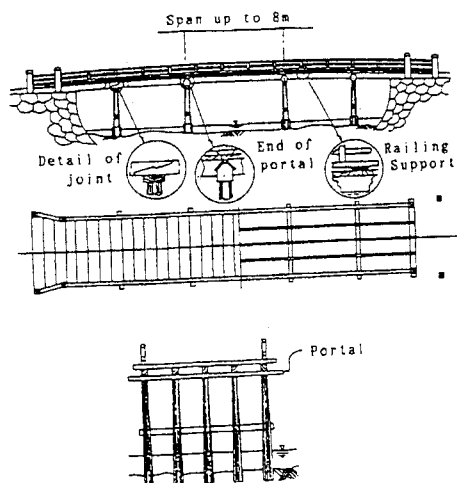 Span up to 8m
Detail of
joint
End of
portal
Railing
Support
Portal